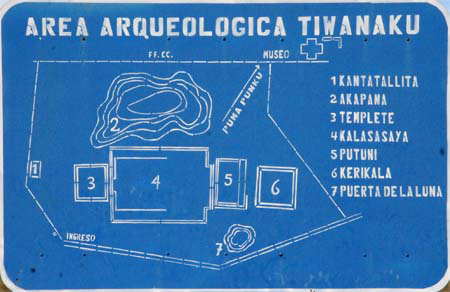 AREA ARQUEOLOGICA TIWANAKU
FF.CC.
MUSEO
PUMA PUNKU
1 KANTATALLITA
2 AKAPANA
3 TEMPLETE
4 KALASASAYA
5 PUTUNI
6 KERIKALA
7 PUERTA DE LA LUNA
2
1
3
4
5
6
INGRESO
7